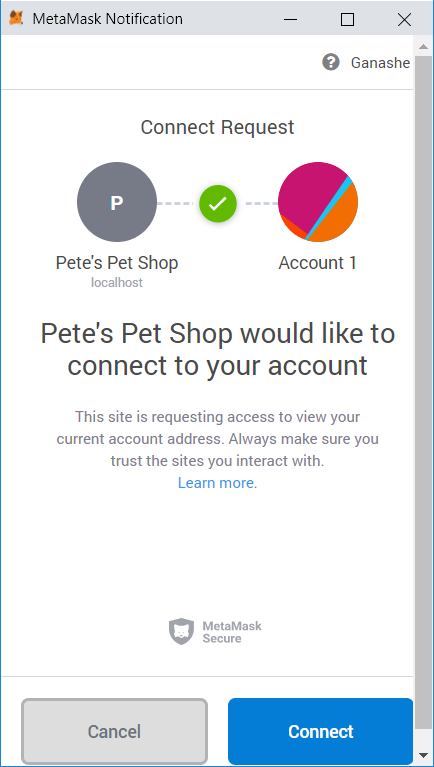 MetaMask Notification
Ganashe
Connect Request
P
Pete's Pet Shop
localhost
Account 1
Pete's Pet Shop would like to
connect to your account
This site is requesting access to view your
current account address. Always make sure you
trust the sites you interact with.
Learn more.
MetaMask
Secure
Cancel
Connect